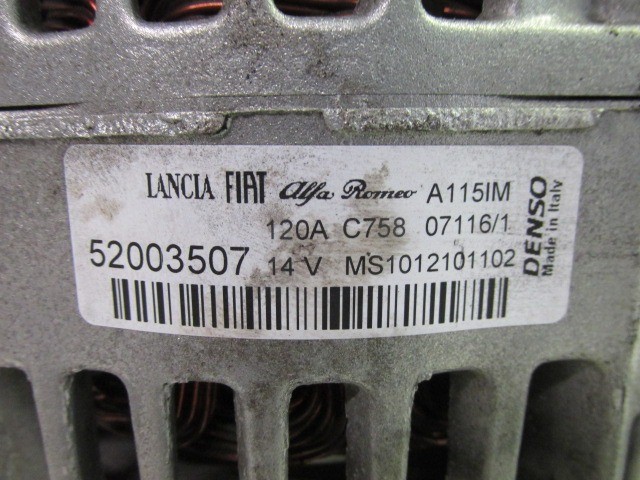 LANCIA FIAT Alfa Romeo A115IM
120A C758 07116/1
52003507 14 V MS1012101102
DENSO
Made in Italy